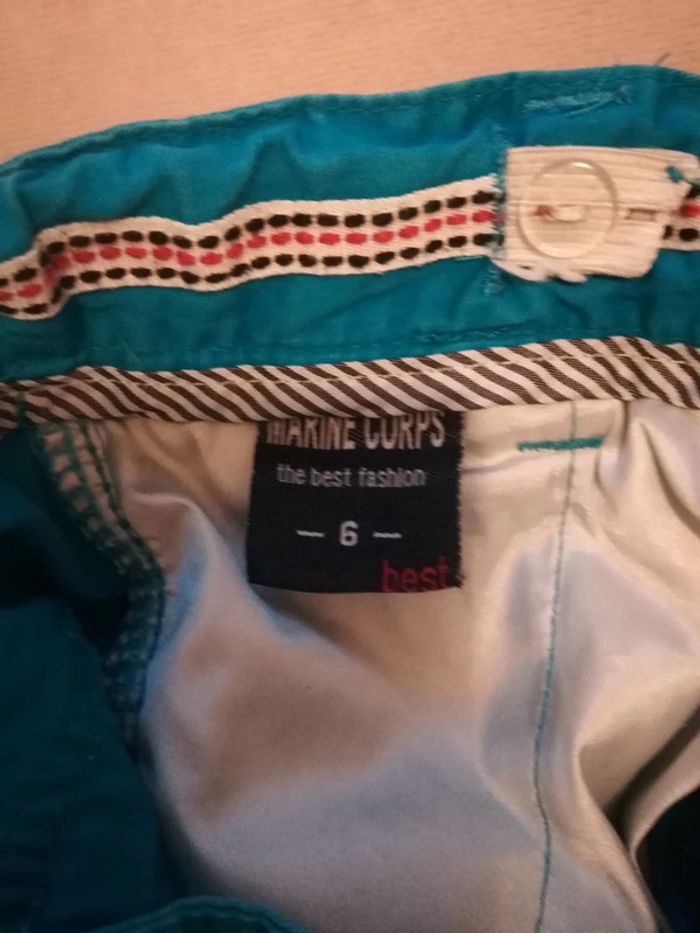 MARINE CORPS
the best fashion
— 6 —
best